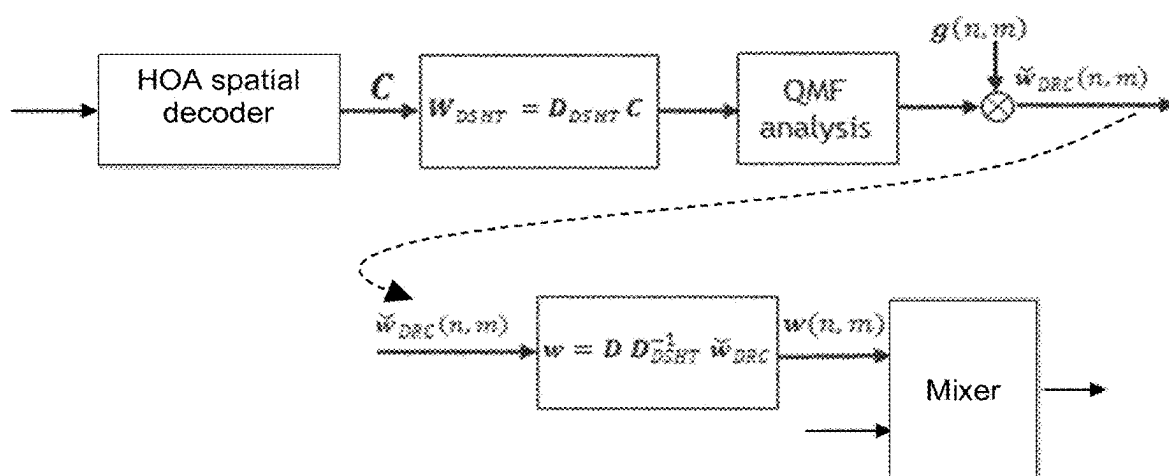 g(n, m)
HOA spatial
decoder
C
W_DSHT = D_DSHT C
QMF
analysis
w̆_DRC(n, m)
w̆_DRC(n, m)
w = D D_DSHT^-1 w̆_DRC
w(n, m)
Mixer